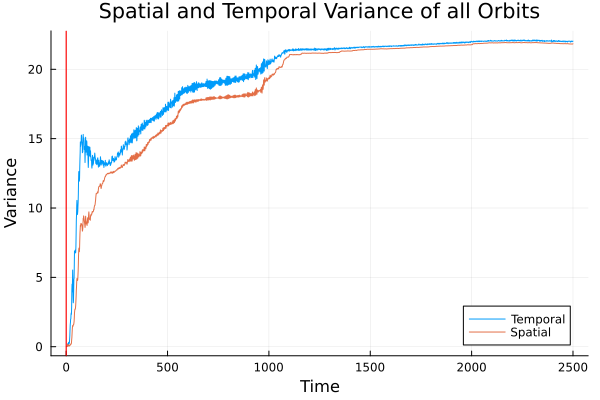 Spatial and Temporal Variance of all Orbits
Variance
20
15
10
5
0
Temporal
Spatial
0 500 1000 1500 2000 2500
Time